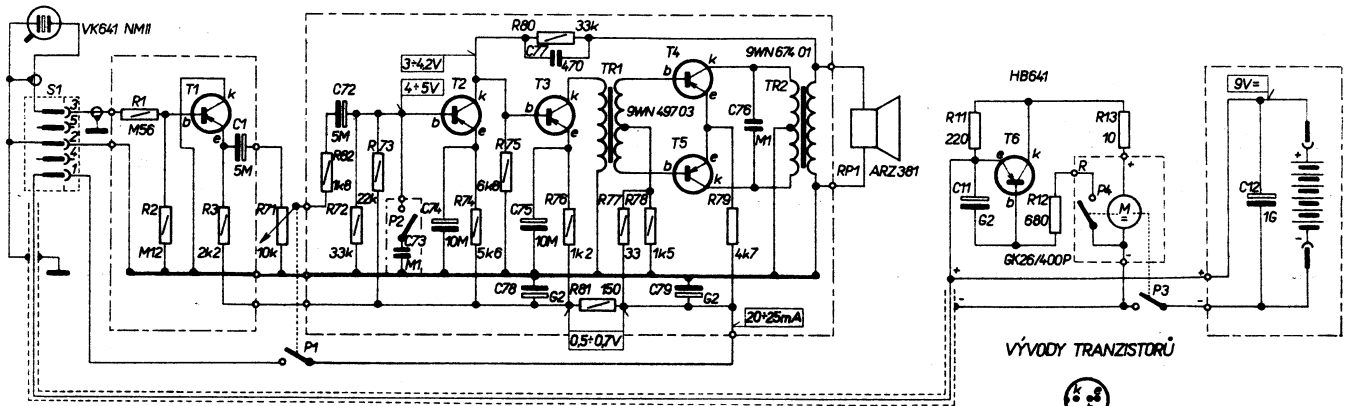 VK641 NMII
S1
3
5
2
4
1
R1
M56
T1
k
b
e
C1
5M
R2
M12
R3
2k2
R71
10k
R80
33k
C77
470
3÷4,2V
4÷5V
C72
5M
R82
1k8
R73
22k
R72
33k
P2
C73
M1
T2
k
b
e
C74
10M
R74
5k6
R75
6k8
T3
k
b
e
C75
10M
R76
1k2
TR1
9WN 497 03
R77
33
R78
1k5
T4
k
b
e
T5
b
e
k
R79
4k7
9WN 674 01
TR2
C76
M1
RP1
ARZ381
C78
G2
R81
150
C79
G2
0,5÷0,7V
20÷25mA
P1
HB641
R11
220
T6
e
k
b
C11
G2
R12
680
R13
10
R
P4
+
M
=
-
GK26/400P
P3
+
-
9V=
C12
1G
+
-
+
-
VÝVODY TRANZISTORŮ
k
e